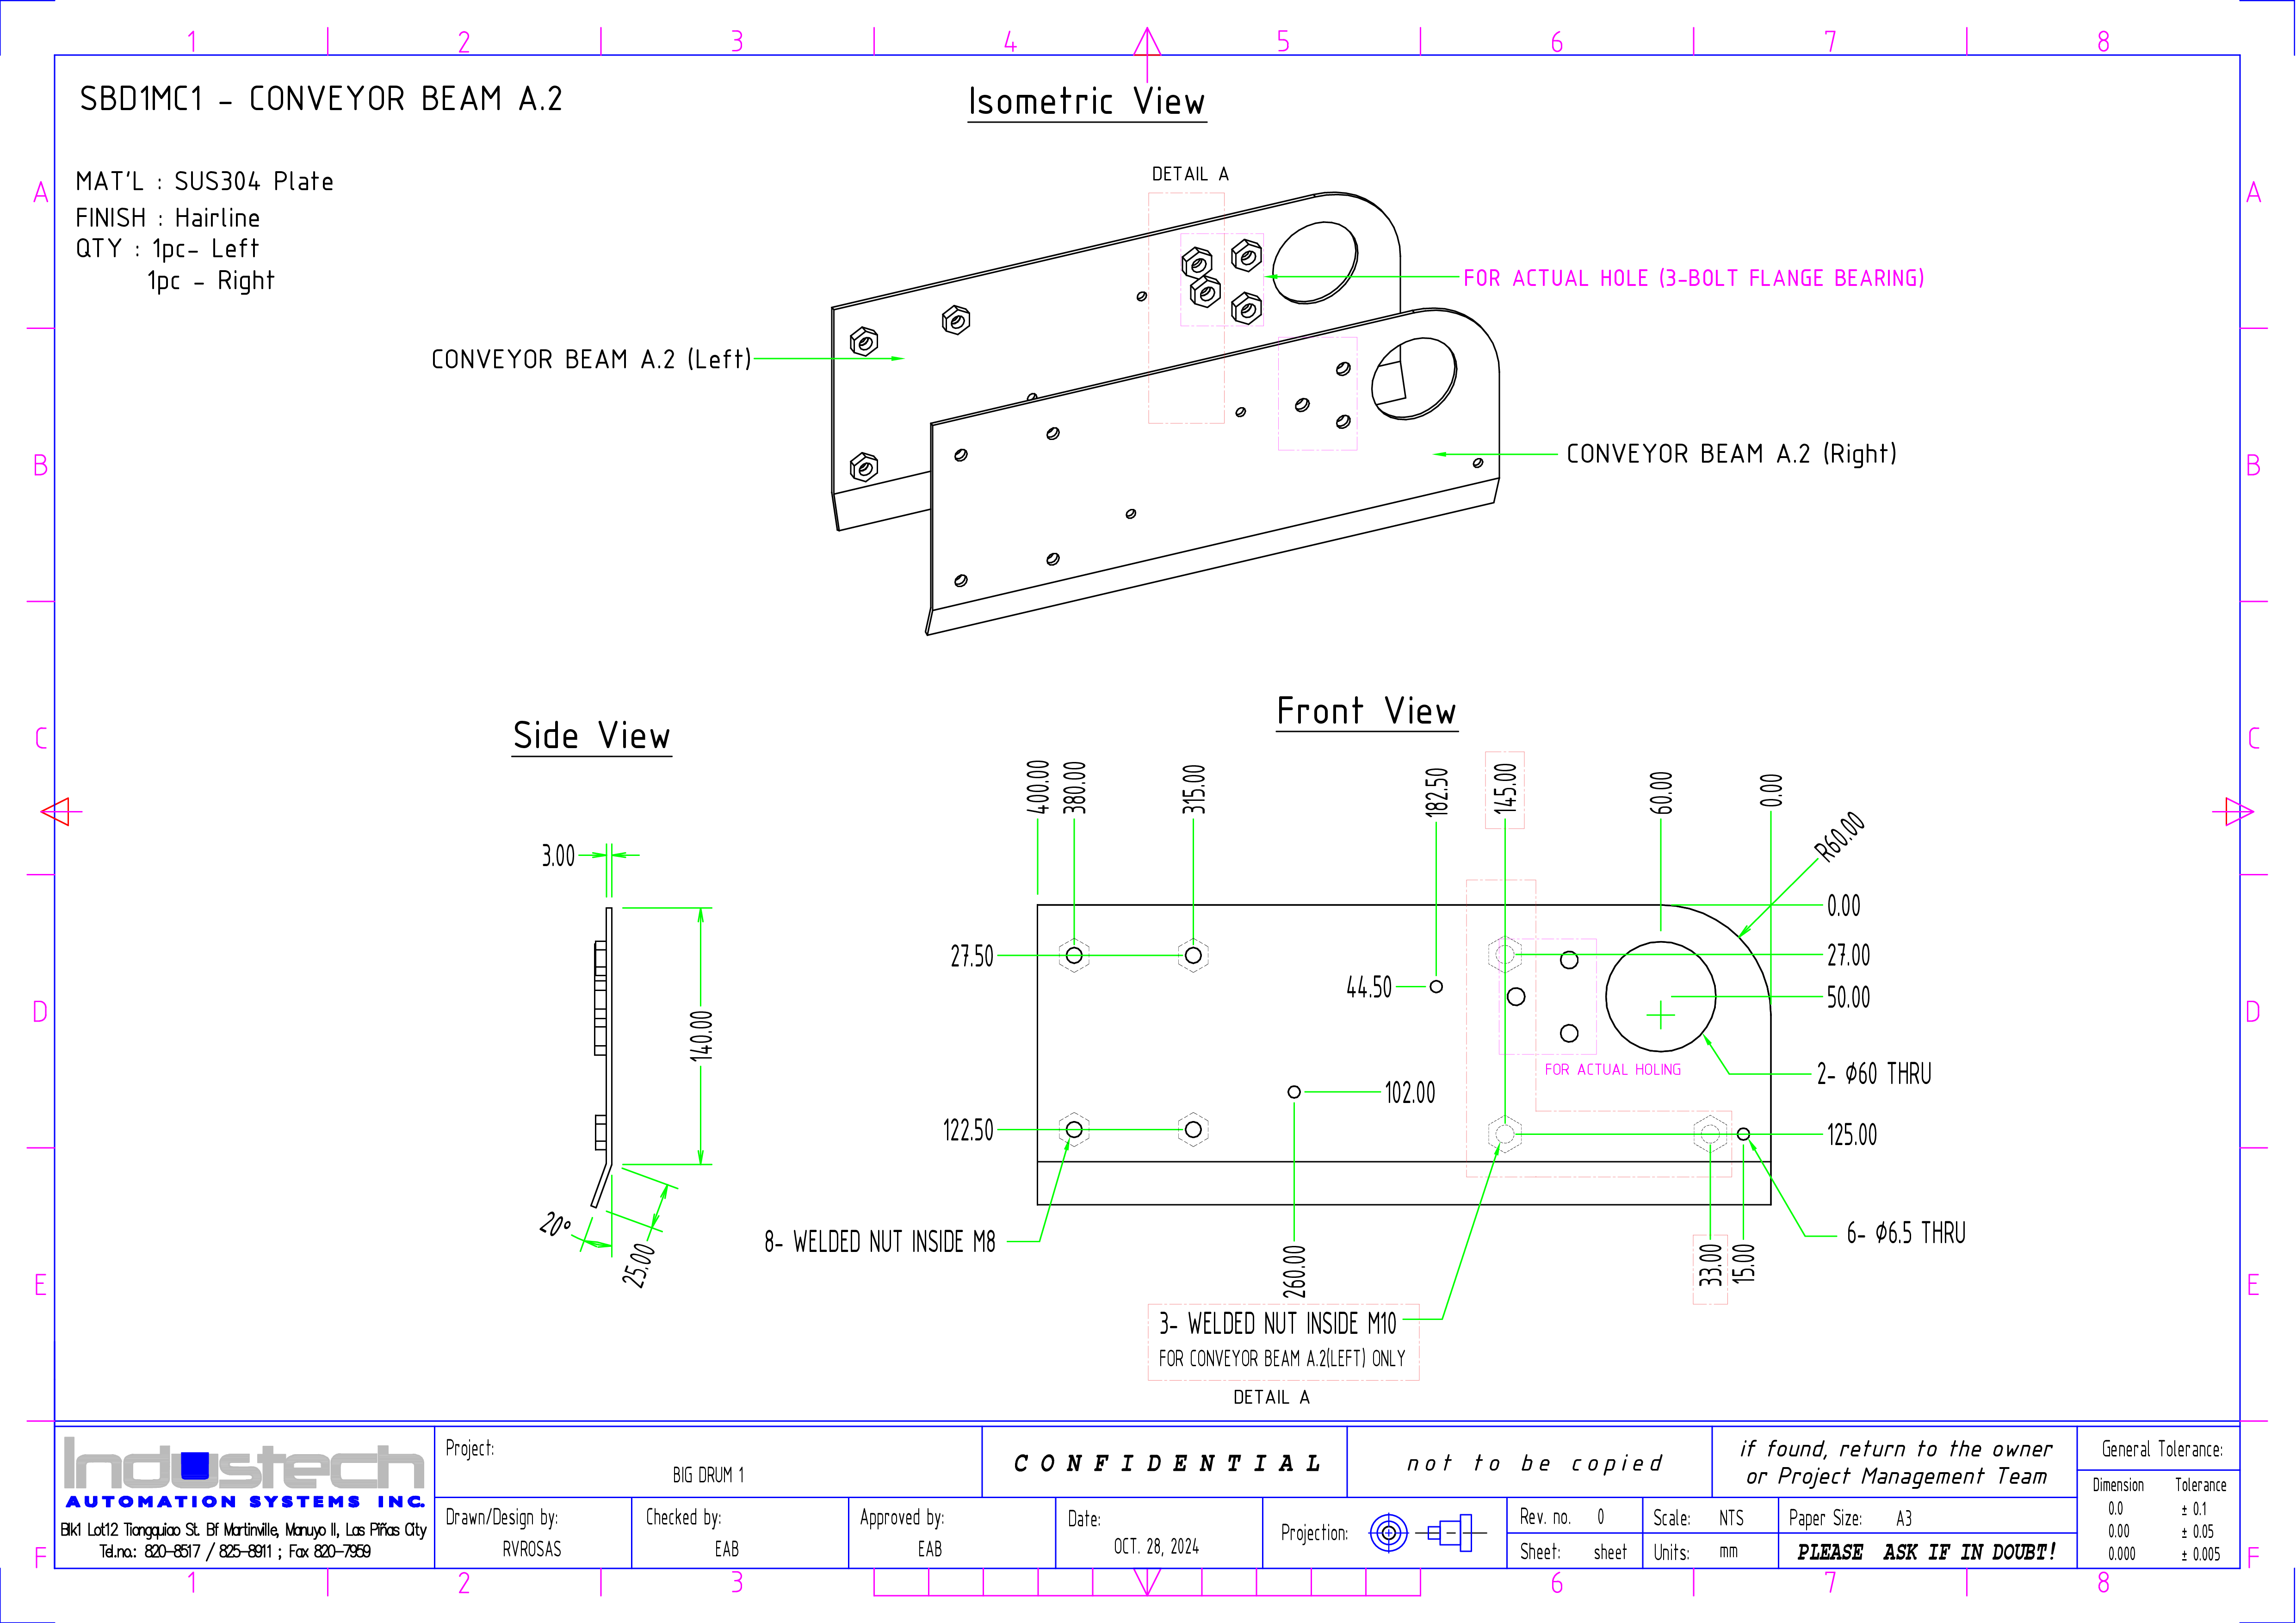 1 2 3 4 5 6 7 8
SBD1MC1 - CONVEYOR BEAM A.2
Isometric View
MAT'L : SUS304 Plate
FINISH : Hairline
QTY : 1pc- Left
1pc - Right
DETAIL A
A A
FOR ACTUAL HOLE (3-BOLT FLANGE BEARING)
CONVEYOR BEAM A.2 (Left)
CONVEYOR BEAM A.2 (Right)
B B
Side View
Front View
C C
400.00 380.00 315.00 182.50 145.00 60.00 0.00
R60.00
3.00
140.00
20°
25.00
0.00
27.50
27.00
44.50
50.00
D D
FOR ACTUAL HOLING
2- Ø60 THRU
102.00
122.50
125.00
8- WELDED NUT INSIDE M8
6- Ø6.5 THRU
260.00 33.00 15.00
E E
3- WELDED NUT INSIDE M10
FOR CONVEYOR BEAM A.2(LEFT) ONLY
DETAIL A
Industech
AUTOMATION SYSTEMS INC.
Blk1 Lot12 Tiongquiao St. Bf Martinville, Manuyo II, Las Piñas City
Tel.no.: 820-8517 / 825-8911 ; Fax 820-7959
Project:
BIG DRUM 1
CONFIDENTIAL
not to be copied
if found, return to the owner
or Project Management Team
General Tolerance:
Dimension Tolerance
0.0 ± 0.1
0.00 ± 0.05
0.000 ± 0.005
Drawn/Design by:
RVROSAS
Checked by:
EAB
Approved by:
EAB
Date:
OCT. 28, 2024
Projection:
Rev. no. 0
Sheet: sheet
Scale: NTS
Units: mm
Paper Size: A3
PLEASE ASK IF IN DOUBT!
F F
1 2 3 6 7 8